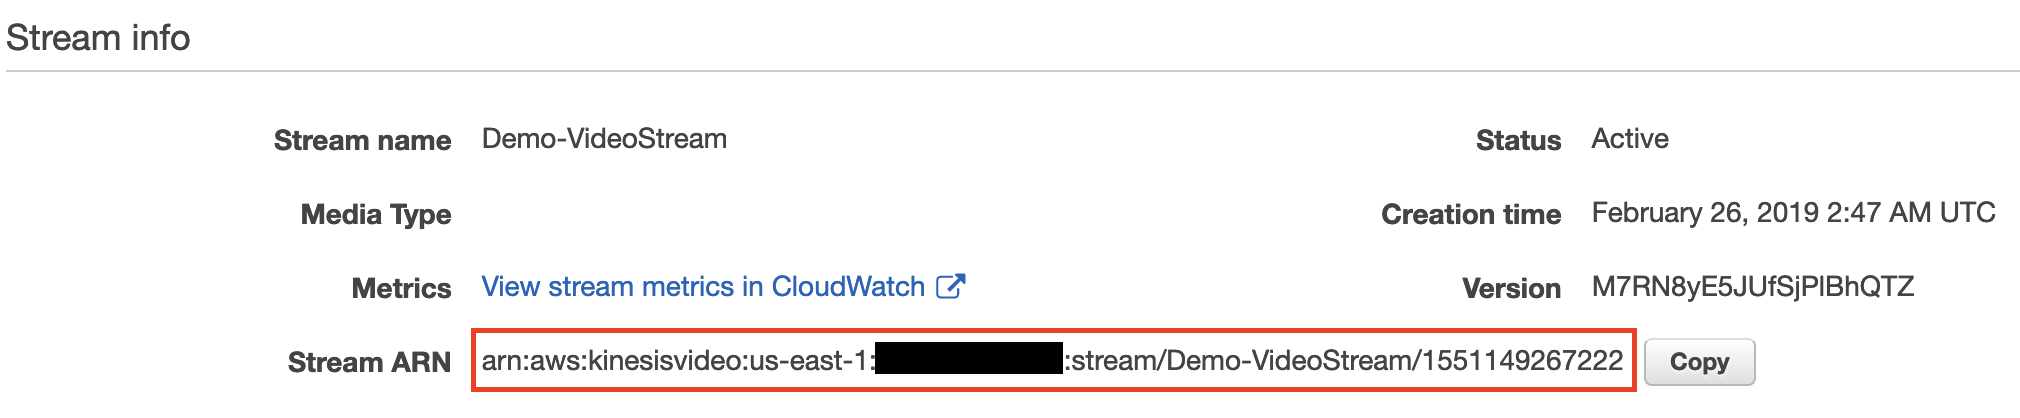 Stream info
Stream name Demo-VideoStream Status Active
Media Type Creation time February 26, 2019 2:47 AM UTC
Metrics View stream metrics in CloudWatch Version M7RN8yE5JUfSjPlBhQTZ
Stream ARN arn:aws:kinesisvideo:us-east-1: :stream/Demo-VideoStream/1551149267222 Copy